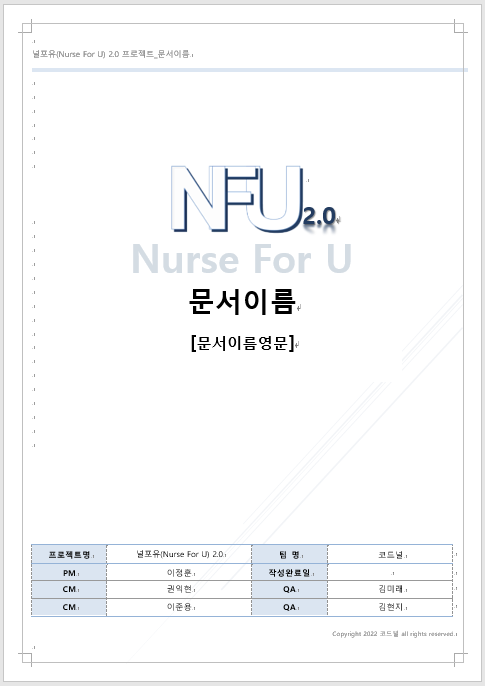 널포유(Nurse For U) 2.0 프로젝트_문서이름
NFU 2.0
Nurse For U
문서이름
[문서이름영문]
프로젝트명 널포유(Nurse For U) 2.0 팀 명 코드널
PM 이정훈 작성완료일
CM 권익현 QA 김미래
CM 이준용 QA 김현지
Copyright 2022 코드널 all rights reserved.